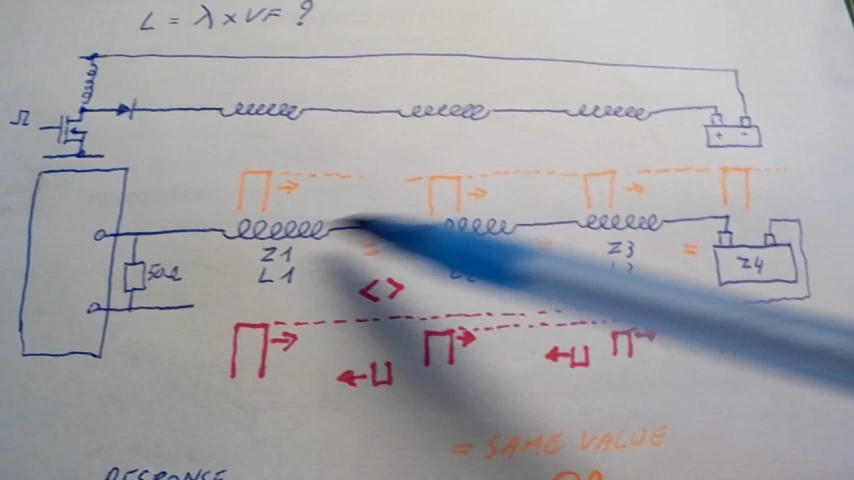 L = λ x VF ?
+ -
50Ω
Z1
L1
=
=
Z3
=
Z4
<>
= SAME VALUE